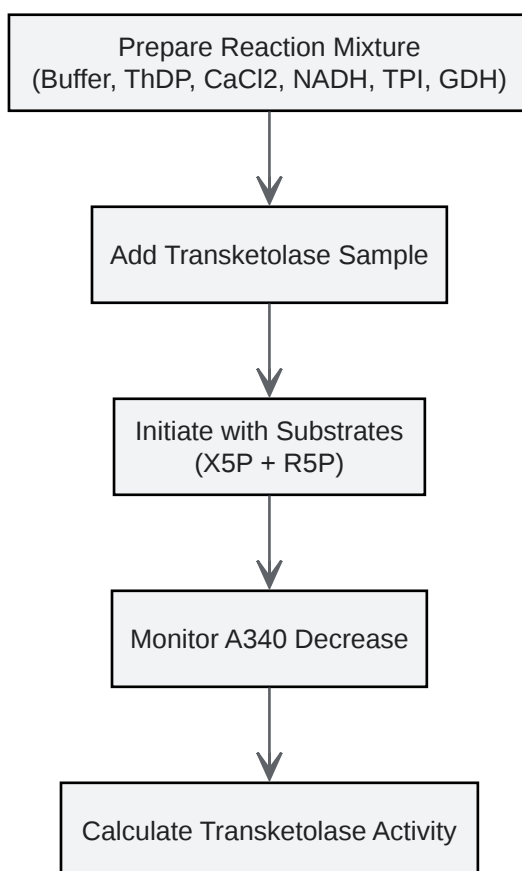 Prepare Reaction Mixture
(Buffer, ThDP, CaCl2, NADH, TPI, GDH)
Add Transketolase Sample
Initiate with Substrates
(X5P + R5P)
Monitor A340 Decrease
Calculate Transketolase Activity